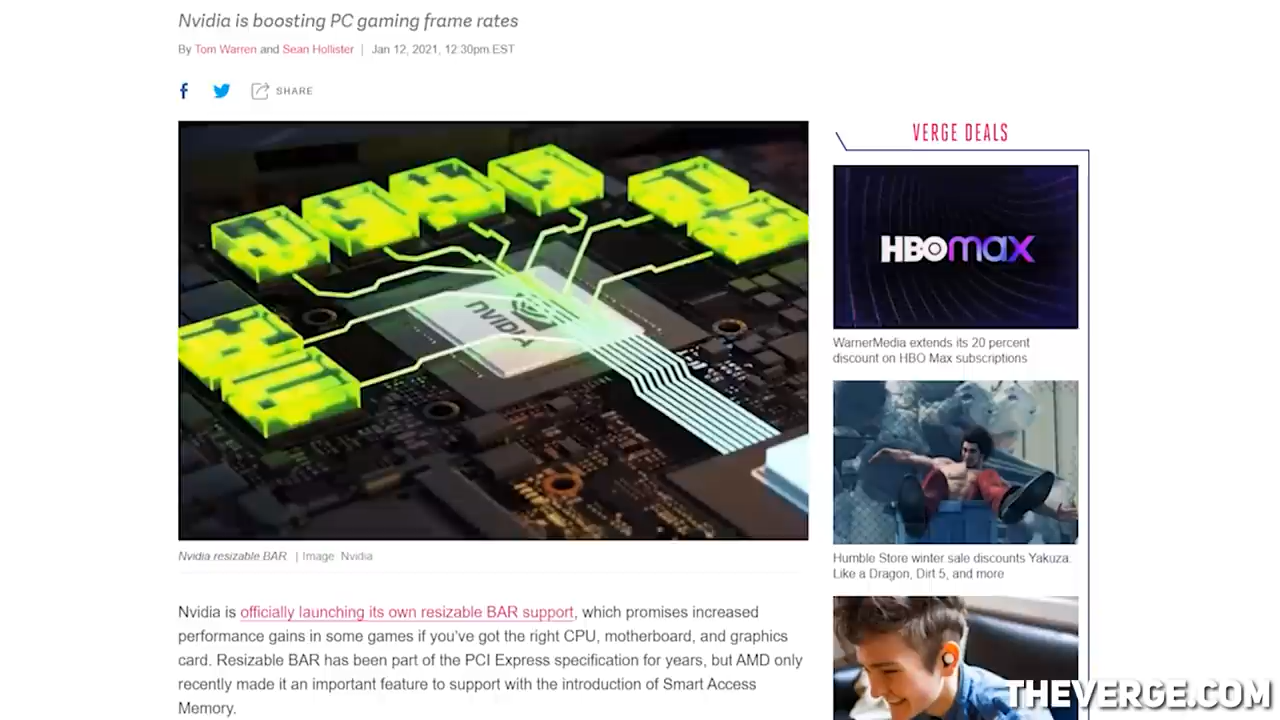 Nvidia is boosting PC gaming frame rates
By Tom Warren and Sean Hollister | Jan 12, 2021, 12:30pm EST
SHARE
VERGE DEALS
NVIDIA
HBOmax
WarnerMedia extends its 20 percent
discount on HBO Max subscriptions
Humble Store winter sale discounts Yakuza:
Like a Dragon, Dirt 5, and more
Nvidia resizable BAR | Image: Nvidia
Nvidia is officially launching its own resizable BAR support, which promises increased
performance gains in some games if you've got the right CPU, motherboard, and graphics
card. Resizable BAR has been part of the PCI Express specification for years, but AMD only
recently made it an important feature to support with the introduction of Smart Access
Memory.
THEVERGE.COM